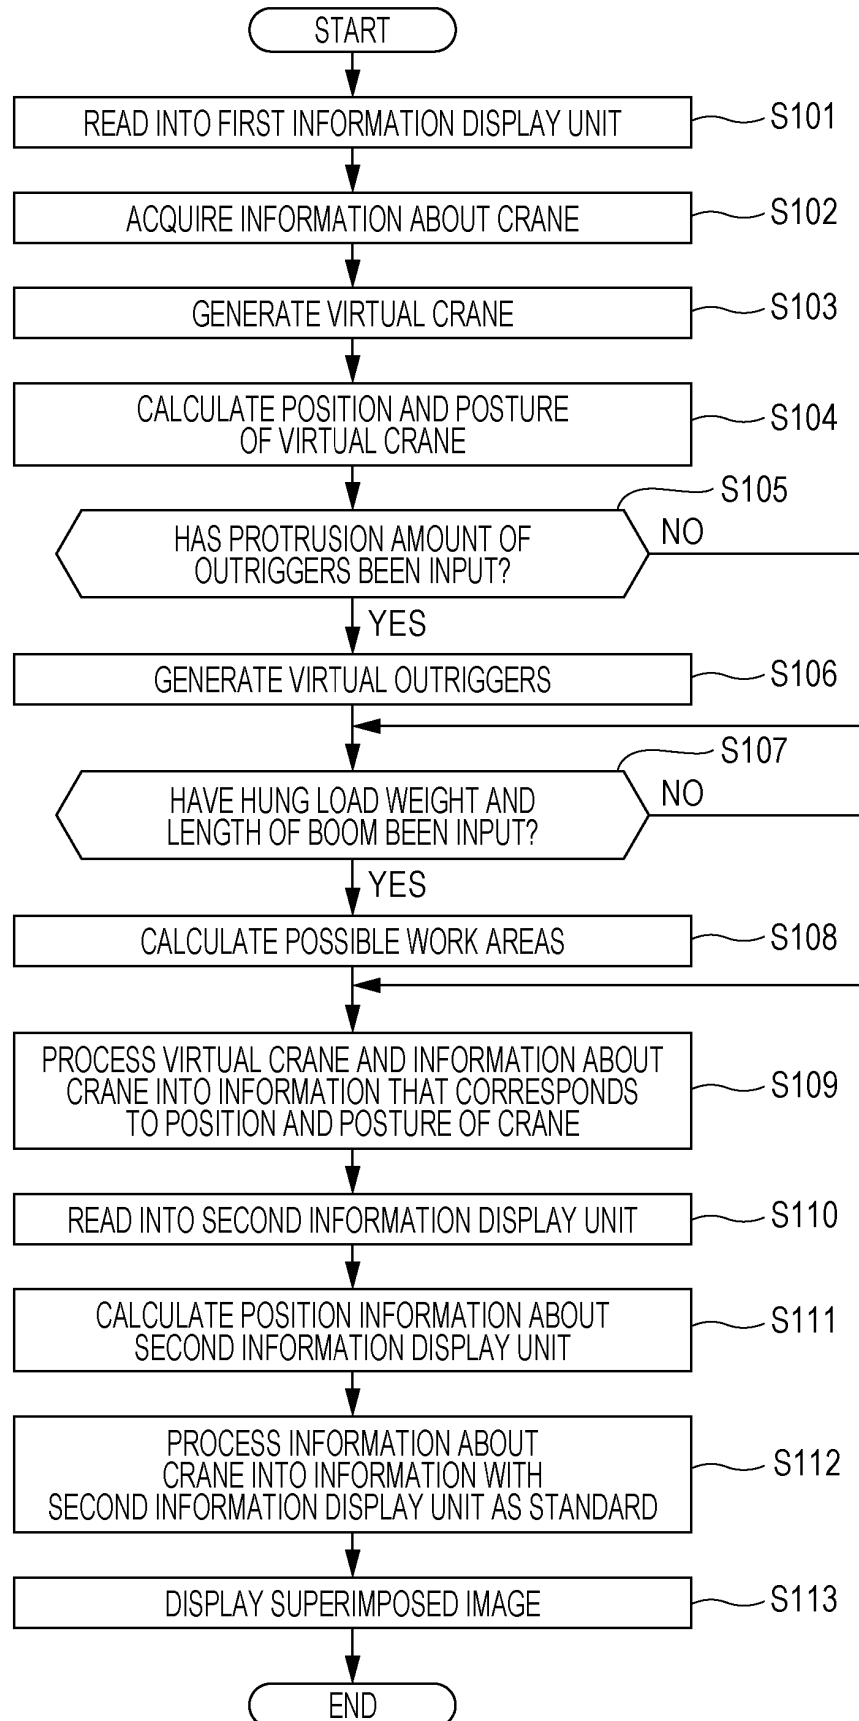 START
READ INTO FIRST INFORMATION DISPLAY UNIT
S101
ACQUIRE INFORMATION ABOUT CRANE
S102
GENERATE VIRTUAL CRANE
S103
CALCULATE POSITION AND POSTURE
OF VIRTUAL CRANE
S104
S105
HAS PROTRUSION AMOUNT OF
OUTRIGGERS BEEN INPUT?
NO
YES
GENERATE VIRTUAL OUTRIGGERS
S106
S107
HAVE HUNG LOAD WEIGHT AND
LENGTH OF BOOM BEEN INPUT?
NO
YES
CALCULATE POSSIBLE WORK AREAS
S108
PROCESS VIRTUAL CRANE AND INFORMATION ABOUT
CRANE INTO INFORMATION THAT CORRESPONDS
TO POSITION AND POSTURE OF CRANE
S109
READ INTO SECOND INFORMATION DISPLAY UNIT
S110
CALCULATE POSITION INFORMATION ABOUT
SECOND INFORMATION DISPLAY UNIT
S111
PROCESS INFORMATION ABOUT
CRANE INTO INFORMATION WITH
SECOND INFORMATION DISPLAY UNIT AS STANDARD
S112
DISPLAY SUPERIMPOSED IMAGE
S113
END